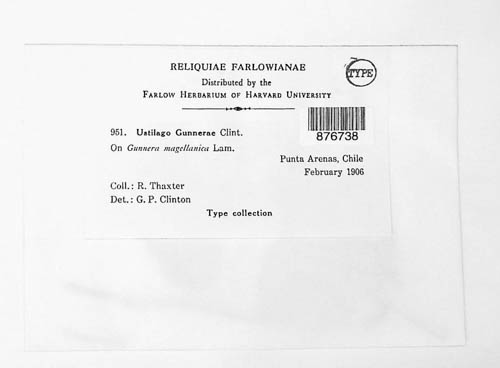 RELIQUIAE FARLOWIANAE
TYPE
Distributed by the
FARLOW HERBARIUM OF HARVARD UNIVERSITY
876738
951. Ustilago Gunnerae Clint.
On Gunnera magellanica Lam.
Punta Arenas, Chile
February 1906
Coll.: R. Thaxter
Det.: G. P. Clinton
Type collection